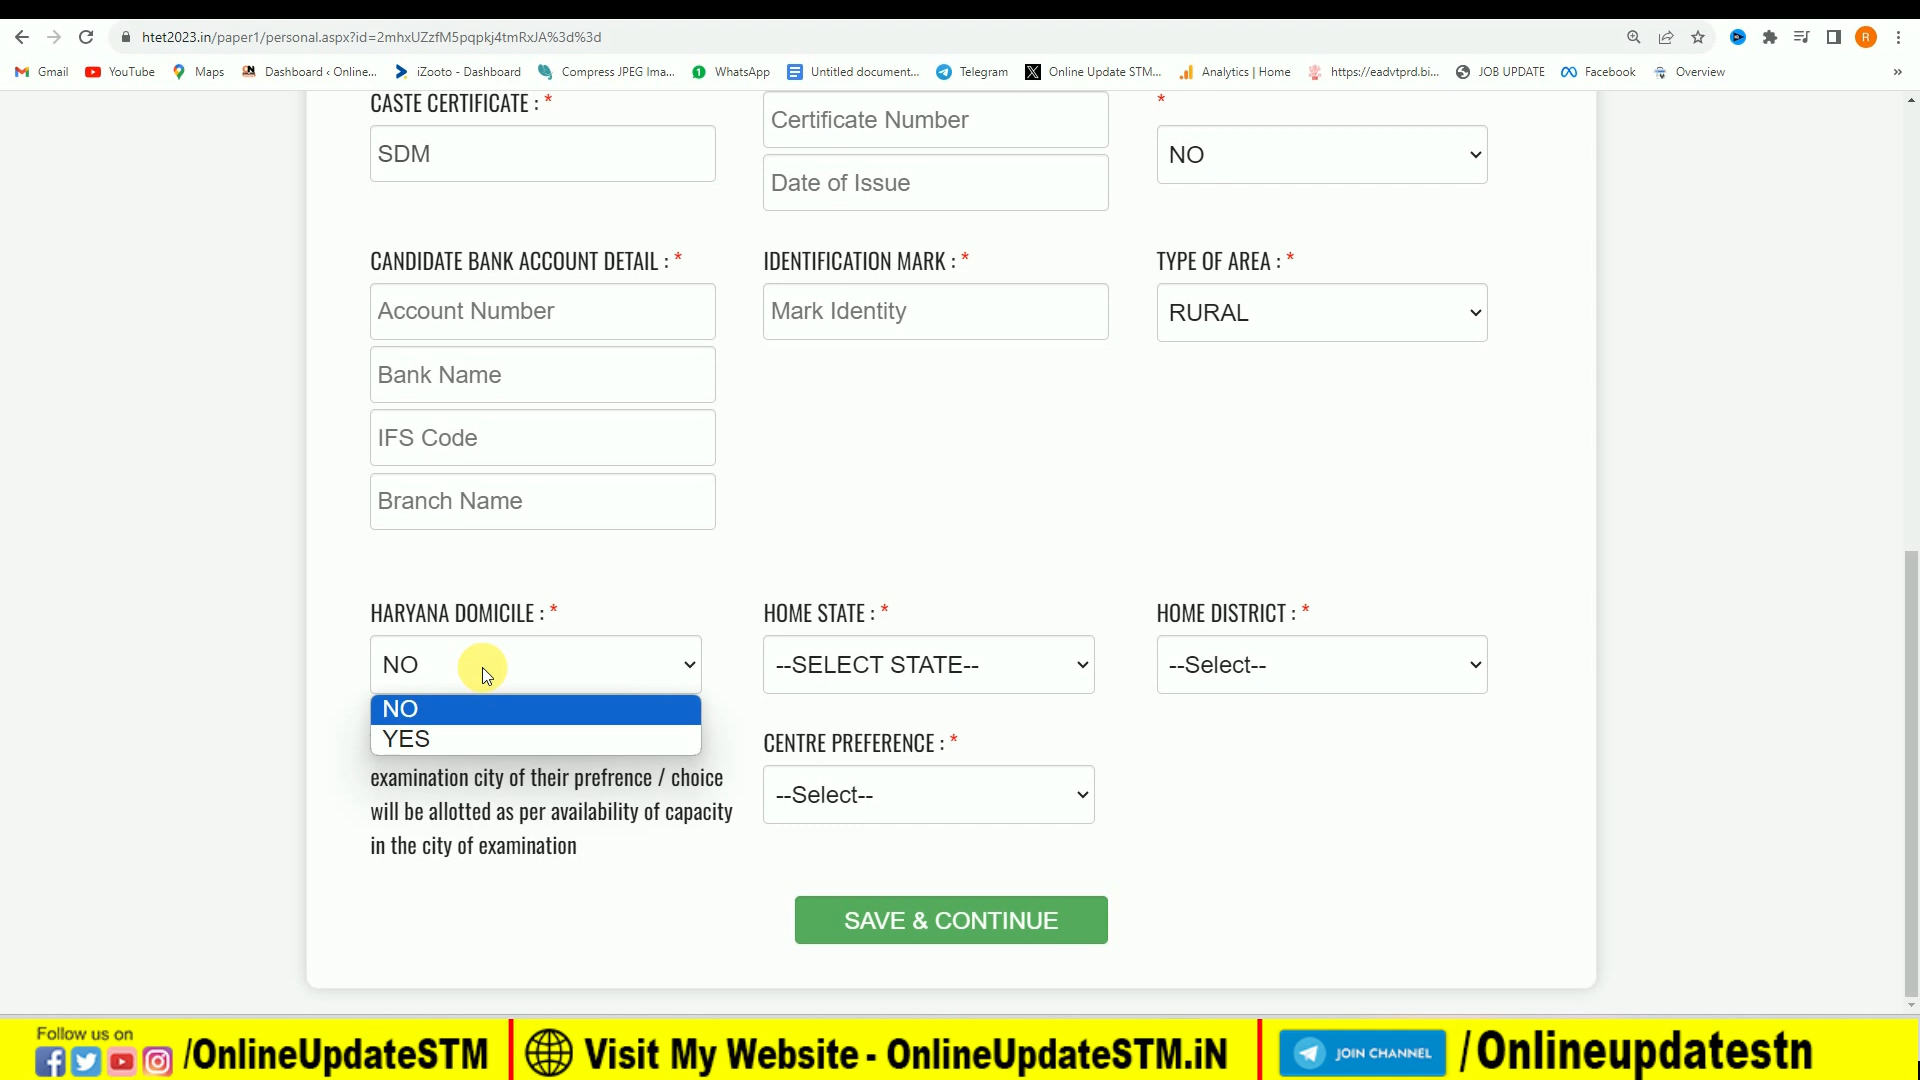 htet2023.in/paper1/personal.aspx?id=2mhxUZzfM5pqpkj4tmRxJA%3d%3d
R
Gmail
YouTube
Maps
Dashboard ‹ Online...
iZooto - Dashboard
Compress JPEG Ima...
WhatsApp
Untitled document...
Telegram
Online Update STM...
Analytics | Home
https://eadvtprd.bi...
JOB UPDATE
Facebook
Overview
»
CASTE CERTIFICATE : *
SDM
Certificate Number
Date of Issue
*
NO
CANDIDATE BANK ACCOUNT DETAIL : *
Account Number
Bank Name
IFS Code
Branch Name
IDENTIFICATION MARK : *
Mark Identity
TYPE OF AREA : *
RURAL
HARYANA DOMICILE : *
NO
NO
YES
HOME STATE : *
--SELECT STATE--
HOME DISTRICT : *
--Select--
examination city of their prefrence / choice
will be allotted as per availability of capacity
in the city of examination
CENTRE PREFERENCE : *
--Select--
SAVE & CONTINUE
Follow us on
/OnlineUpdateSTM
Visit My Website - OnlineUpdateSTM.iN
JOIN CHANNEL
/Onlineupdatestn